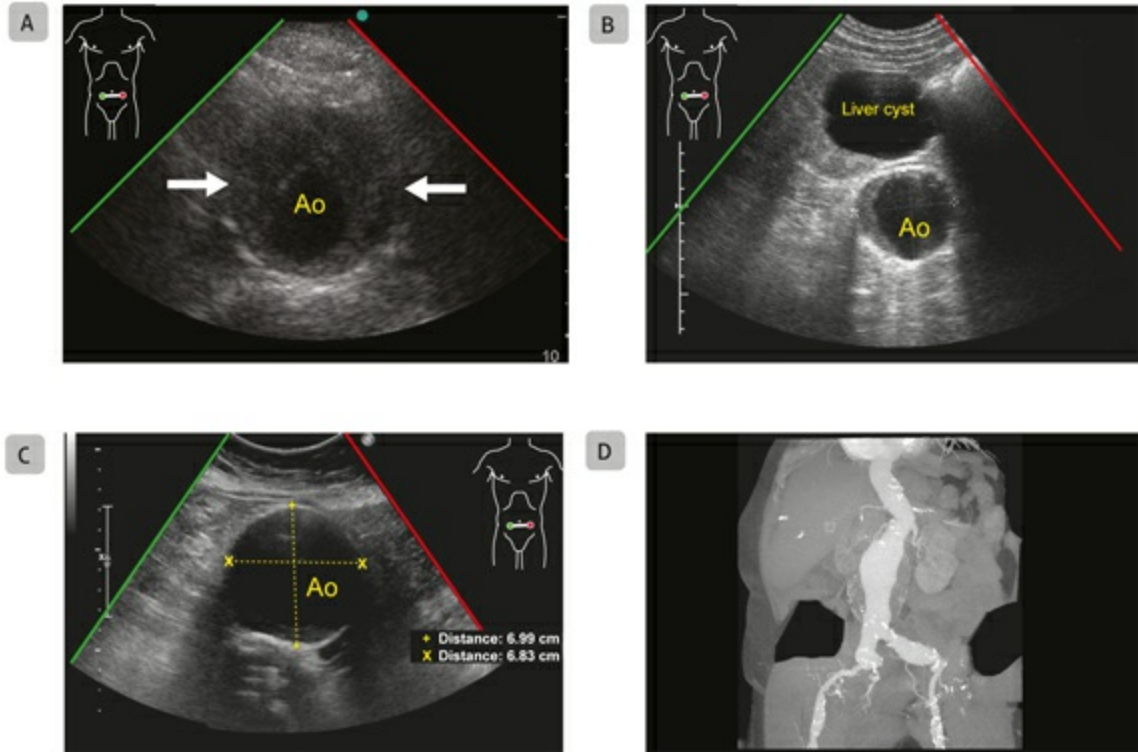 A
Ao
10
B
Liver cyst
Ao
C
Ao
+ Distance: 6.99 cm
x Distance: 6.83 cm
D